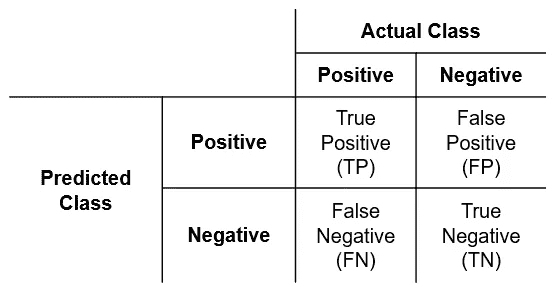 Actual Class
Positive Negative
Positive
True
Positive
(TP)
False
Positive
(FP)
Predicted
Class
Negative
False
Negative
(FN)
True
Negative
(TN)